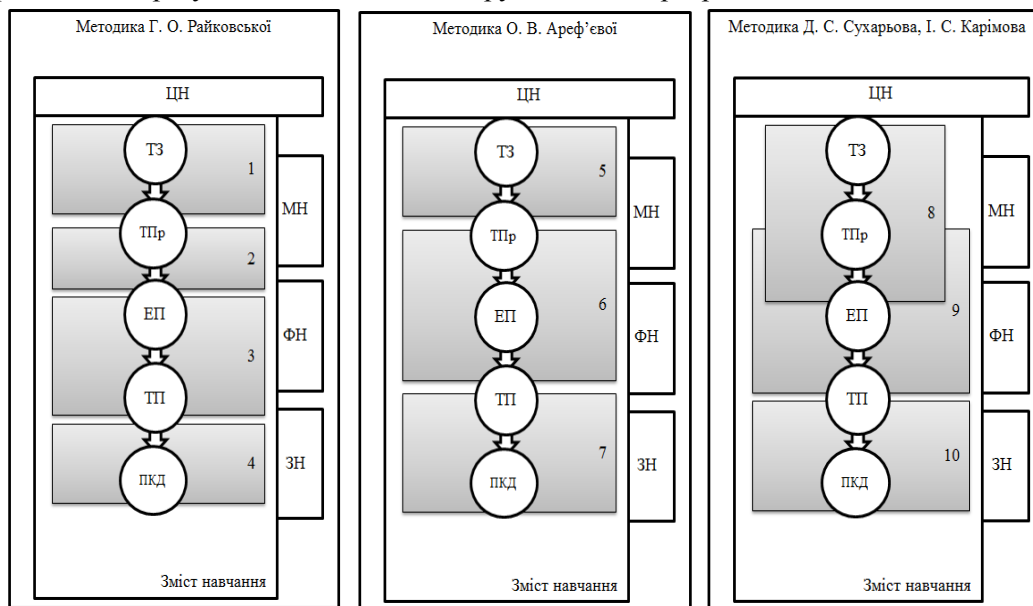 Методика Г. О. Райковської
ЦН
ТЗ
1
МН
ТПр
2
ЕП
ФН
3
ТП
4
ЗН
ПКД
Зміст навчання
Методика О. В. Ареф’євої
ЦН
ТЗ
5
МН
ТПр
6
ЕП
ФН
ТП
7
ЗН
ПКД
Зміст навчання
Методика Д. С. Сухарьова, І. С. Карімова
ЦН
ТЗ
8
МН
ТПр
9
ЕП
ФН
ТП
10
ЗН
ПКД
Зміст навчання